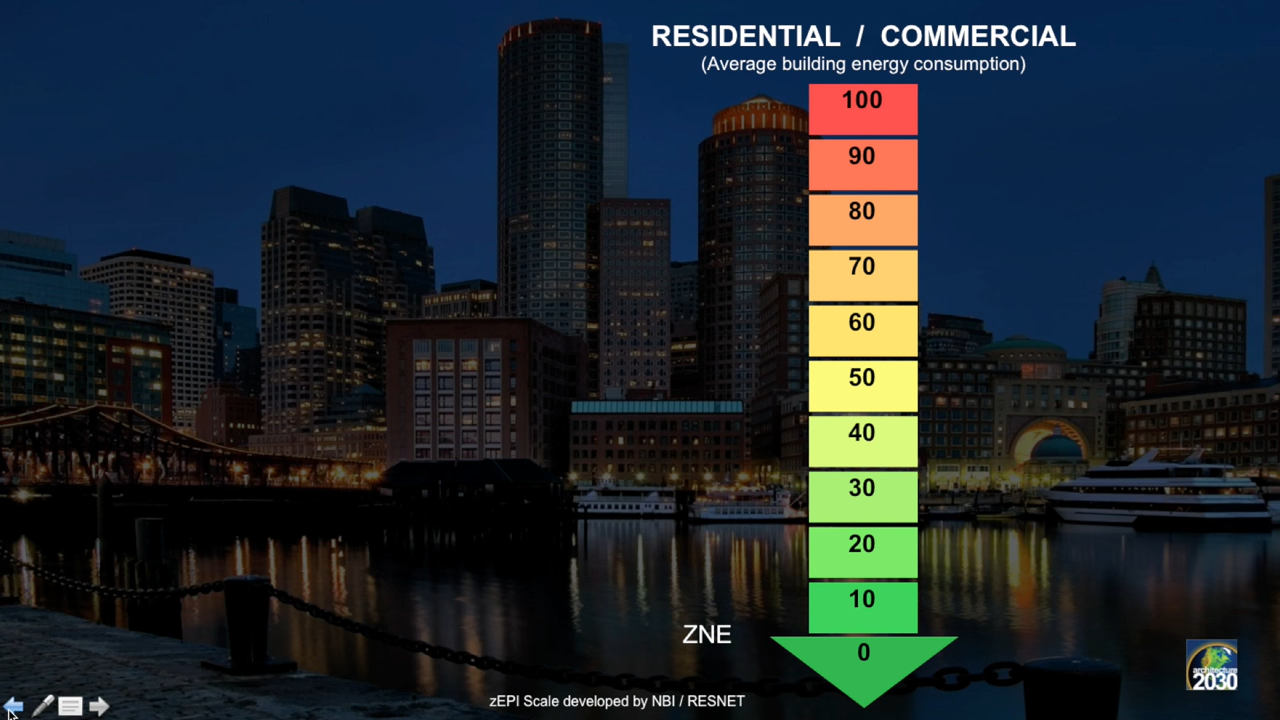 RESIDENTIAL / COMMERCIAL
(Average building energy consumption)
100
90
80
70
60
50
40
30
20
10
ZNE
0
zEPI Scale developed by NBI / RESNET
architecture
2030